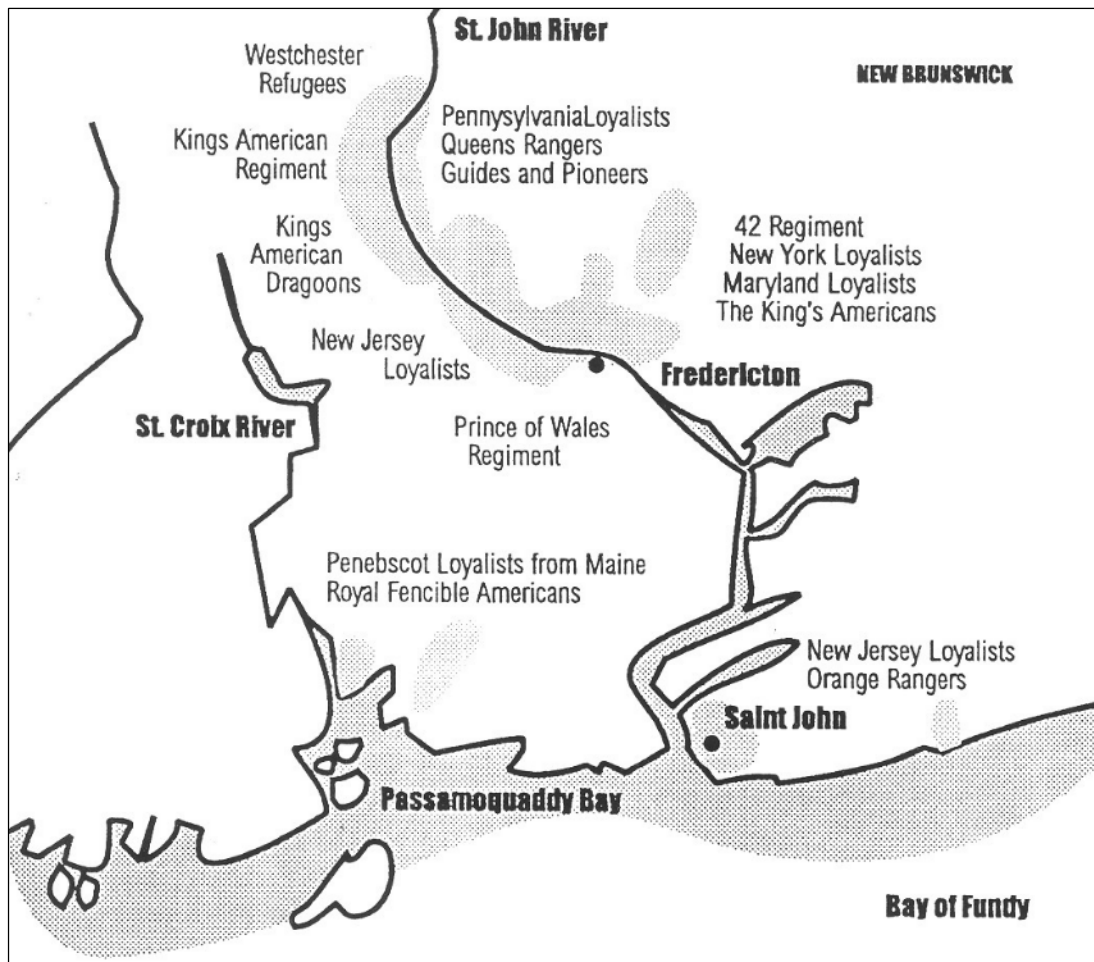 St. John River
Westchester
Refugees
NEW BRUNSWICK
PennysylvaniaLoyalists
Queens Rangers
Guides and Pioneers
Kings American
Regiment
42 Regiment
New York Loyalists
Maryland Loyalists
The King's Americans
Kings
American
Dragoons
New Jersey
Loyalists
Fredericton
St. Croix River
Prince of Wales
Regiment
Penebscot Loyalists from Maine
Royal Fencible Americans
New Jersey Loyalists
Orange Rangers
Saint John
Passamoquaddy Bay
Bay of Fundy